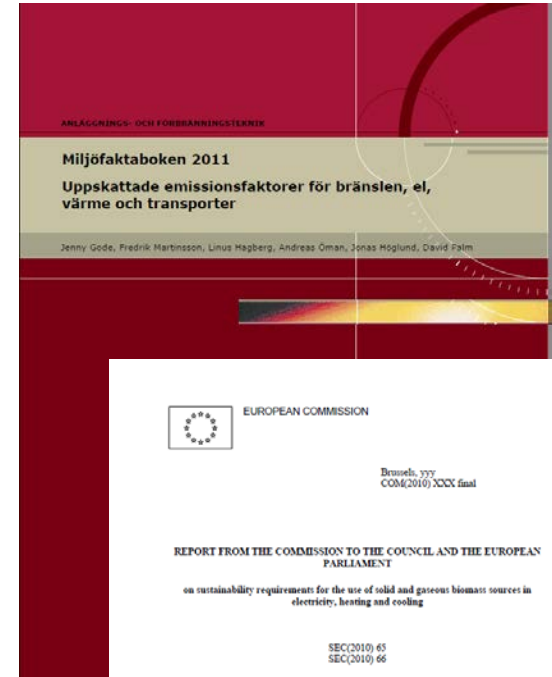 ANLÄGGNINGS- OCH FÖRBRÄNNINGSTEKNIK
Miljöfaktaboken 2011
Uppskattade emissionsfaktorer för bränslen, el,
värme och transporter
Jenny Gode, Fredrik Martinsson, Linus Hagberg, Andreas Öman, Jonas Höglund, David Palm
EUROPEAN COMMISSION
Brussels, yyy
COM(2010) XXX final
REPORT FROM THE COMMISSION TO THE COUNCIL AND THE EUROPEAN
PARLIAMENT
on sustainability requirements for the use of solid and gaseous biomass sources in
electricity, heating and cooling
SEC(2010) 65
SEC(2010) 66